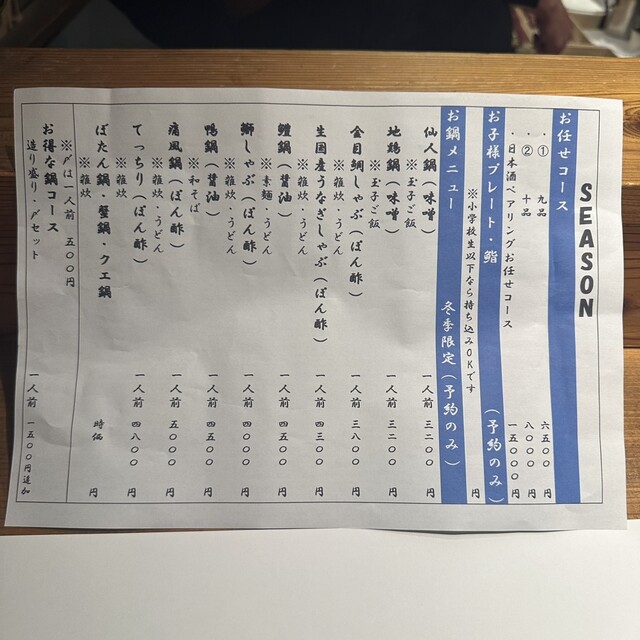 SEASON
お任せコース
・① 九品 六五〇〇 円
・② 十品 八〇〇〇 円
・日本酒ペアリングお任せコース 一五〇〇〇 円
お子様プレート・鮨 (予約のみ)
※小学校生以下なら持ち込みOKです 円
お鍋メニュー 冬季限定(予約のみ)
仙人鍋(味噌) 一人前 三二〇〇 円
※玉子ご飯
地鶏鍋(味噌) 一人前 三二〇〇 円
※玉子ご飯
金目鯛しゃぶ(ぽん酢) 一人前 三八〇〇 円
※雑炊・うどん
生国産うなぎしゃぶ(ぽん酢) 一人前 四三〇〇 円
※雑炊・うどん
鱧鍋(醤油) 一人前 四五〇〇 円
※素麺・うどん
鰤しゃぶ(ぽん酢) 一人前 四〇〇〇 円
※雑炊・うどん
鴨鍋(醤油) 一人前 四五〇〇 円
※和そば
痛風鍋(ぽん酢) 一人前 五〇〇〇 円
※雑炊・うどん
てっちり(ぽん酢) 一人前 四八〇〇 円
※雑炊
ぼたん鍋 蟹鍋・クエ鍋 時価 円
※雑炊
※〆は一人前 五〇〇円
お得な鍋コース 一人前 一五〇〇円追加
造り盛り・〆セット